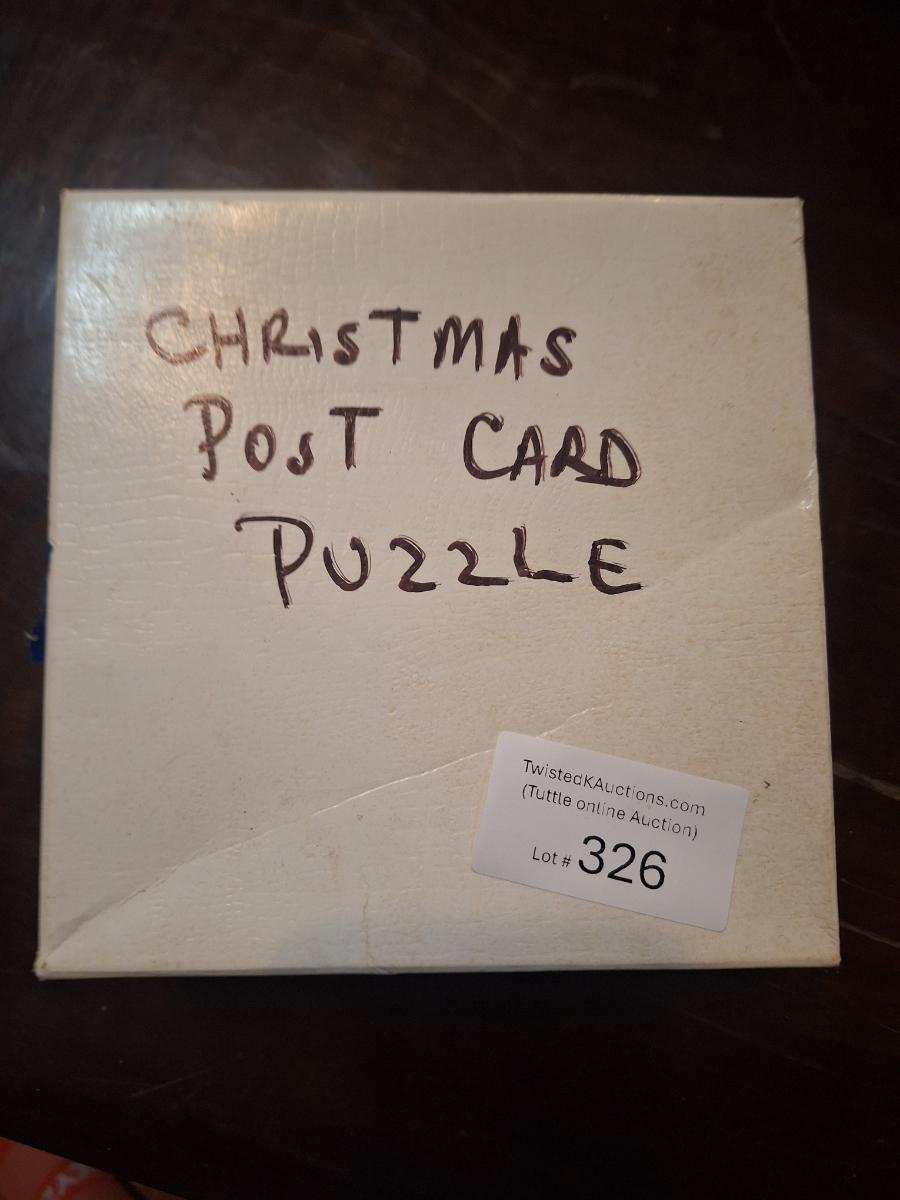 CHRISTMAS
POST CARD
PUZZLE
TwistedKAuctions.com
(Tuttle online Auction)
Lot # 326